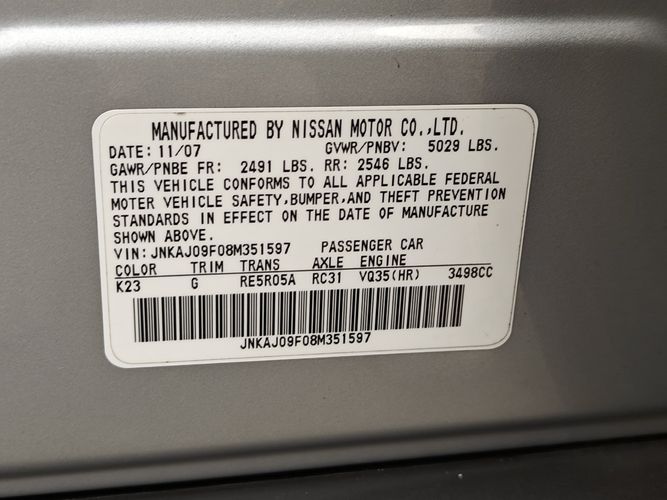 MANUFACTURED BY NISSAN MOTOR CO.,LTD.
DATE: 11/07 GVWR/PNBV: 5029 LBS.
GAWR/PNBE FR: 2491 LBS. RR: 2546 LBS.
THIS VEHICLE CONFORMS TO ALL APPLICABLE FEDERAL
MOTOR VEHICLE SAFETY,BUMPER,AND THEFT PREVENTION
STANDARDS IN EFFECT ON THE DATE OF MANUFACTURE
SHOWN ABOVE.
VIN: JNKAJ09F08M351597 PASSENGER CAR
COLOR TRIM TRANS AXLE ENGINE
K23 G RE5R05A RC31 VQ35(HR) 3498CC
JNKAJ09F08M351597